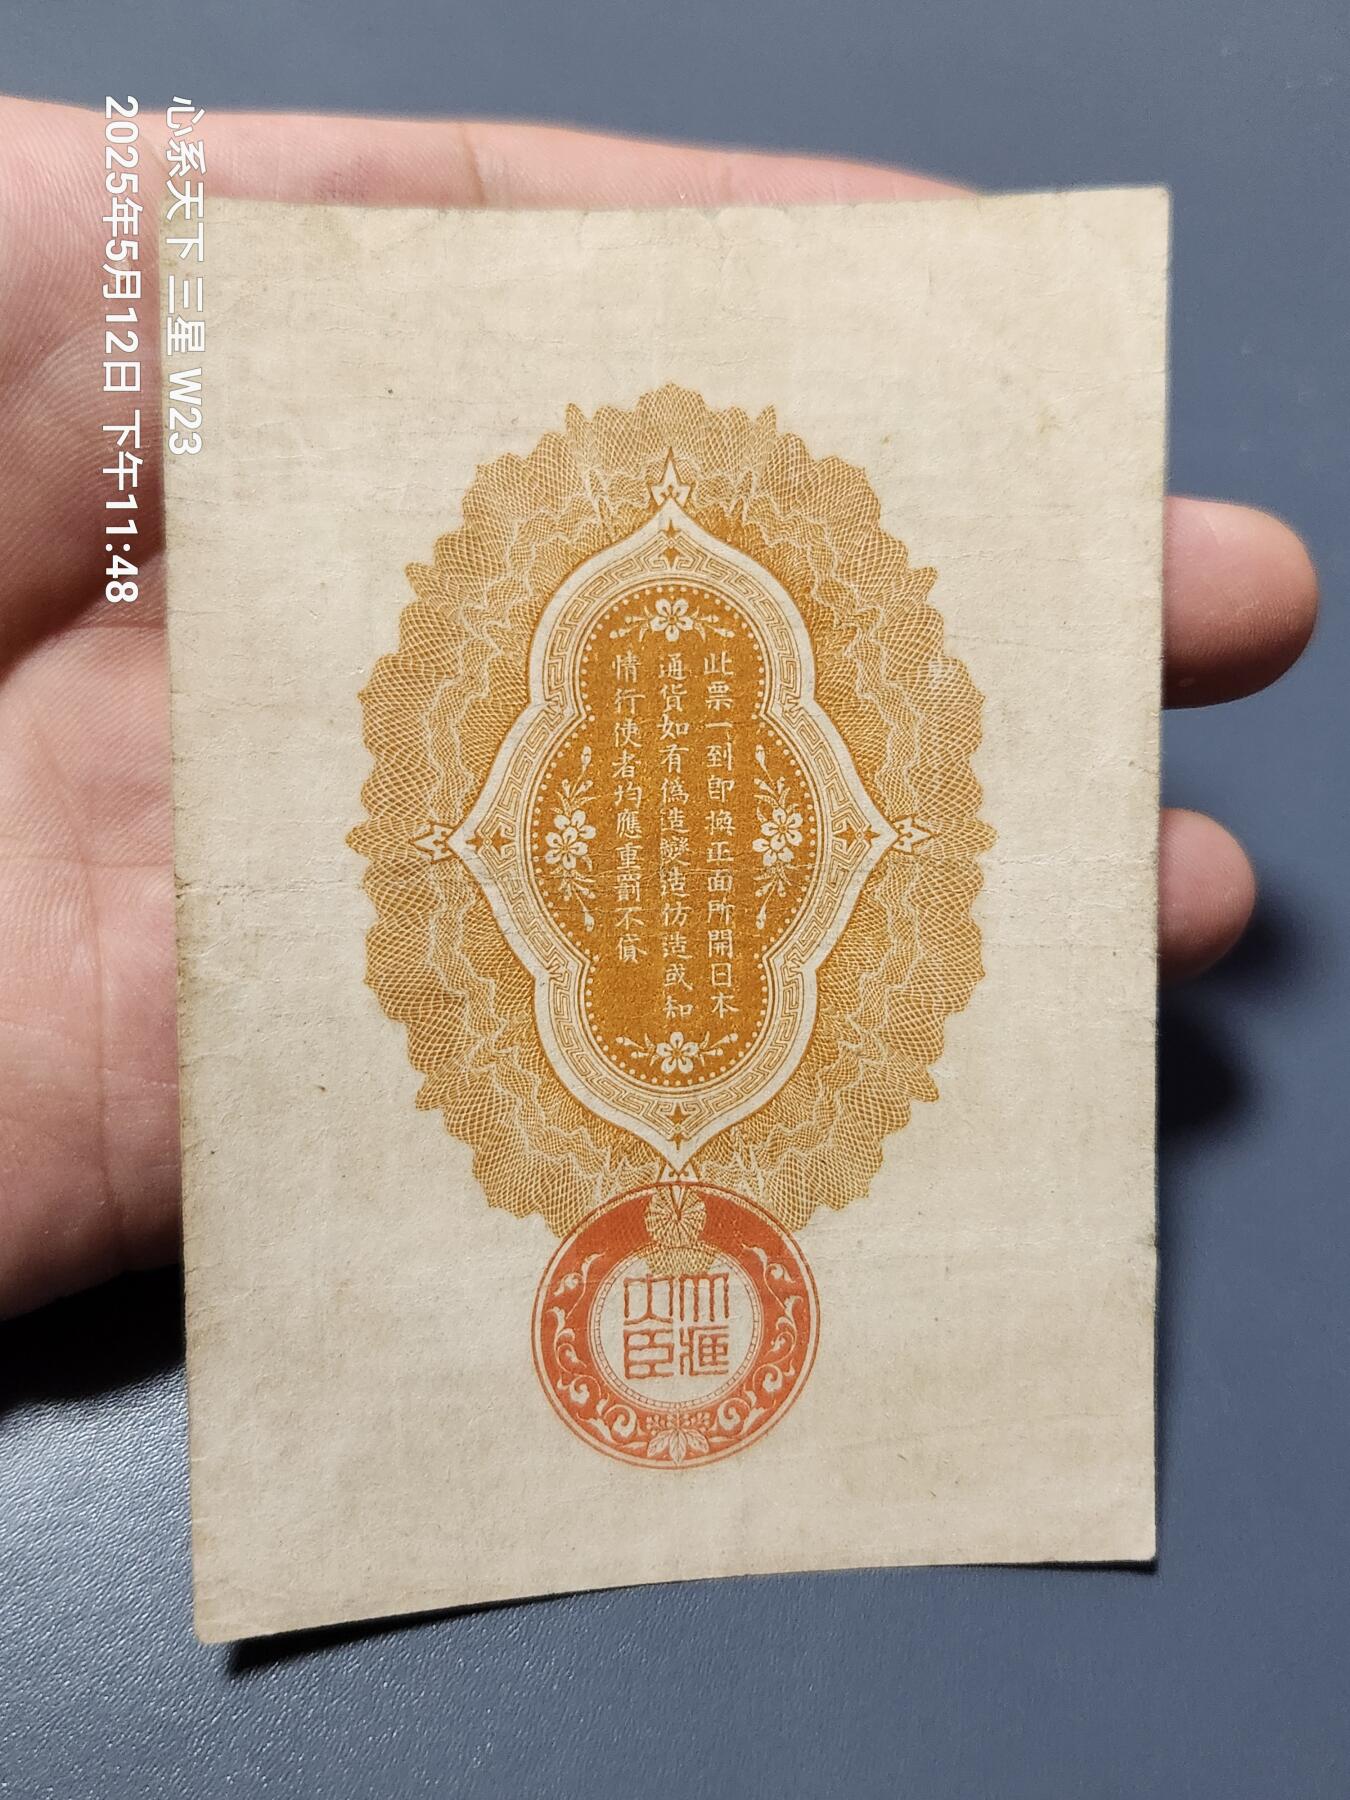 心系天下 三星 W23
2025年5月12日 下午11:48
此票一到即換正面所開日本
通貨如有僞造變造仿造或知
情行使者均應重罰不貸
大藏
大臣